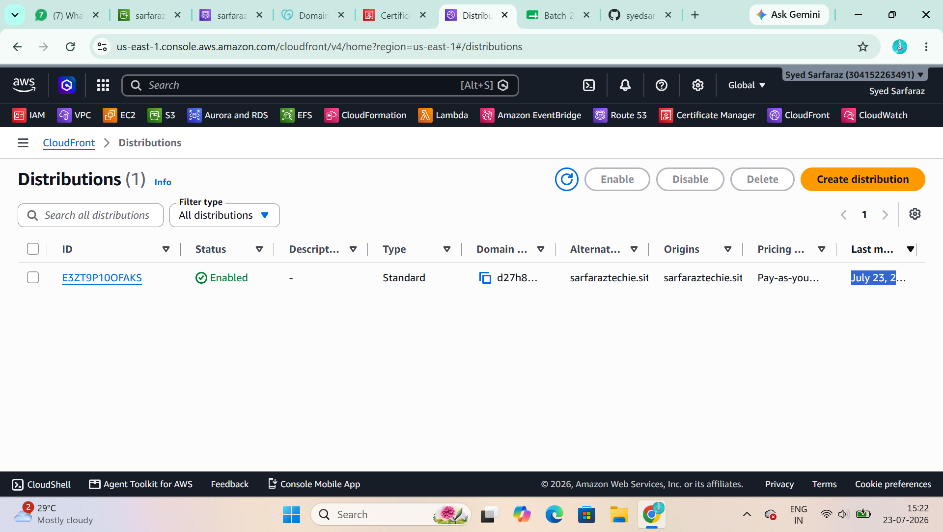 (7) Wha
sarfaraz
sarfaraz
Domain
Certific
Distribu
Batch 2
syedsar
Ask Gemini
us-east-1.console.aws.amazon.com/cloudfront/v4/home?region=us-east-1#/distributions
aws
Search [Alt+S]
Global
Syed Sarfaraz (304152263491)
Syed Sarfaraz
IAM VPC EC2 S3 Aurora and RDS EFS CloudFormation Lambda Amazon EventBridge Route 53 Certificate Manager CloudFront CloudWatch
CloudFront Distributions
Distributions (1) Info
Enable Disable Delete Create distribution
Filter type
Search all distributions All distributions 1
ID Status Descript... Type Domain ... Alternat... Origins Pricing ... Last m...
E3ZT9P10OFAKS Enabled - Standard d27h8... sarfaraztechie.sit sarfaraztechie.sit Pay-as-you... July 23, 2...
CloudShell Agent Toolkit for AWS Feedback Console Mobile App © 2026, Amazon Web Services, Inc. or its affiliates. Privacy Terms Cookie preferences
2
29°C
Mostly cloudy
Search
ENG
IN
15:22
23-07-2026